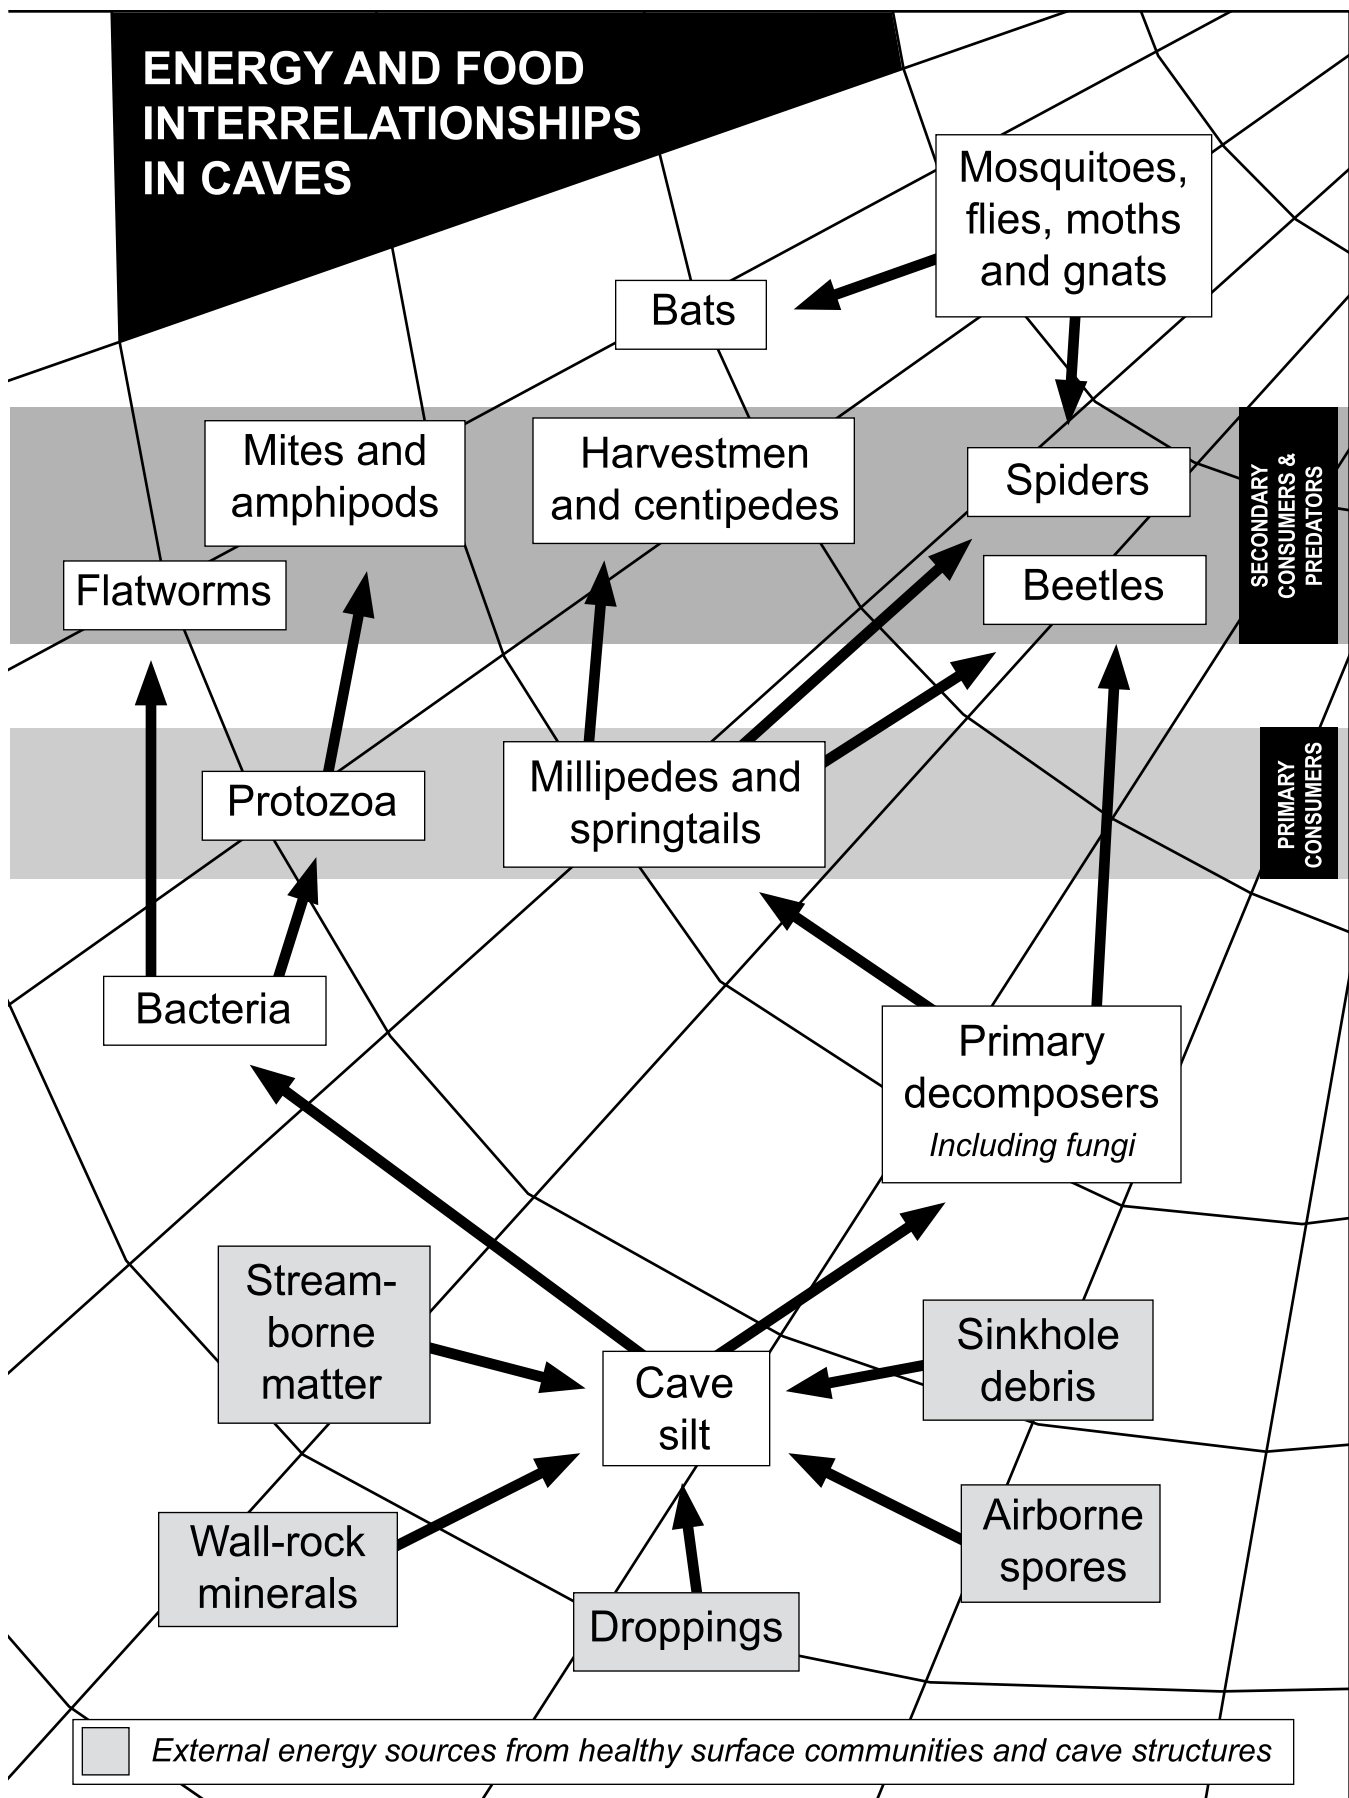 ENERGY AND FOOD
INTERRELATIONSHIPS
IN CAVES
Mosquitoes,
flies, moths
and gnats
Bats
Mites and
amphipods
Harvestmen
and centipedes
Spiders
Flatworms
Beetles
SECONDARY
CONSUMERS &
PREDATORS
Protozoa
Millipedes and
springtails
PRIMARY
CONSUMERS
Bacteria
Primary
decomposers
Including fungi
Stream-
borne
matter
Cave
silt
Sinkhole
debris
Wall-rock
minerals
Droppings
Airborne
spores
External energy sources from healthy surface communities and cave structures